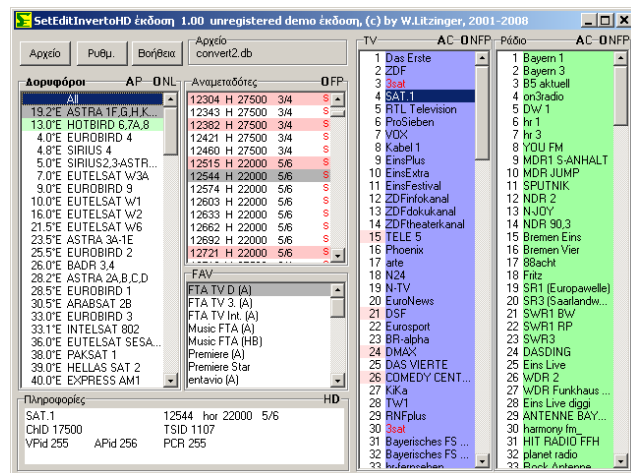 SetEditInvertoHD έκδοση 1.00 unregistered demo έκδοση, (c) by W.Litzinger, 2001-2008
Αρχείο
Ρυθμ.
Βοήθεια
Αρχείο
convert2.db
Δορυφόροι AP ONL
All
19.2°E ASTRA 1F,G,H,K...
13.0°E HOTBIRD 6,7A,8
4.0°E EUROBIRD 4
4.8°E SIRIUS 4
5.0°E SIRIUS2,3-ASTR...
7.0°E EUTELSAT W3A
9.0°E EUROBIRD 9
10.0°E EUTELSAT W1
16.0°E EUTELSAT W2
21.5°E EUTELSAT W6
23.5°E ASTRA 3A-1E
25.5°E EUROBIRD 2
26.0°E BADR 3,4
28.2°E ASTRA 2A,B,C,D
28.5°E EUROBIRD 1
30.5°E ARABSAT 2B
33.0°E EUROBIRD 3
33.1°E INTELSAT 802
36.0°E EUTELSAT SESA...
38.0°E PAKSAT 1
39.0°E HELLAS SAT 2
40.0°E EXPRESS AM1
Αναμεταδότες OFP
12304 H 27500 3/4 S
12343 H 27500 3/4 S
12382 H 27500 3/4 S
12421 H 27500 3/4 S
12460 H 27500 3/4 S
12515 H 22000 5/6 S
12544 H 22000 5/6 S
12574 H 22000 5/6 S
12603 H 22000 5/6 S
12633 H 22000 5/6 S
12662 H 22000 5/6 S
12692 H 22000 5/6 S
12721 H 22000 5/6 S
FAV
FTA TV D (A)
FTA TV 3. (A)
FTA TV Int. (A)
Music FTA (A)
Music FTA (HB)
Premiere (A)
Premiere Star
entavio (A)
Πληροφορίες HD
SAT.1 12544 hor 22000 5/6
ChID 17500 TSID 1107
VPid 255 APid 256 PCR 255
TV AC ONFP
1 Das Erste
2 ZDF
3 3sat
4 SAT.1
5 RTL Television
6 ProSieben
7 VOX
8 Kabel 1
9 EinsPlus
10 EinsExtra
11 EinsFestival
12 ZDFinfokanal
13 ZDFdokukanal
14 ZDFtheaterkanal
15 TELE 5
16 Phoenix
17 arte
18 N24
19 N-TV
20 EuroNews
21 DSF
22 Eurosport
23 BR-alpha
24 DMAX
25 DAS VIERTE
26 COMEDY CENT...
27 KiKa
28 TW1
29 RNFplus
30 3sat
31 Bayerisches FS ...
32 Bayerisches FS ...
33 hr-fernsehen
Ράδιο AC ONFP
1 Bayern 1
2 Bayern 3
3 B5 aktuell
4 on3radio
5 DW 1
6 hr 1
7 hr 3
8 YOU FM
9 MDR1 S-ANHALT
10 MDR JUMP
11 SPUTNIK
12 NDR 2
13 N-JOY
14 NDR 90,3
15 Bremen Eins
16 Bremen Vier
17 88acht
18 Fritz
19 SR1 (Europawelle)
20 SR3 (Saarlandw...
21 SWR1 BW
22 SWR1 RP
23 SWR3
24 DASDING
25 Eins Live
26 WDR 2
27 WDR Funkhaus ...
28 Eins Live diggi
29 ANTENNE BAY...
30 harmony fm_
31 HIT RADIO FFH
32 planet radio
33 Rock Antenne